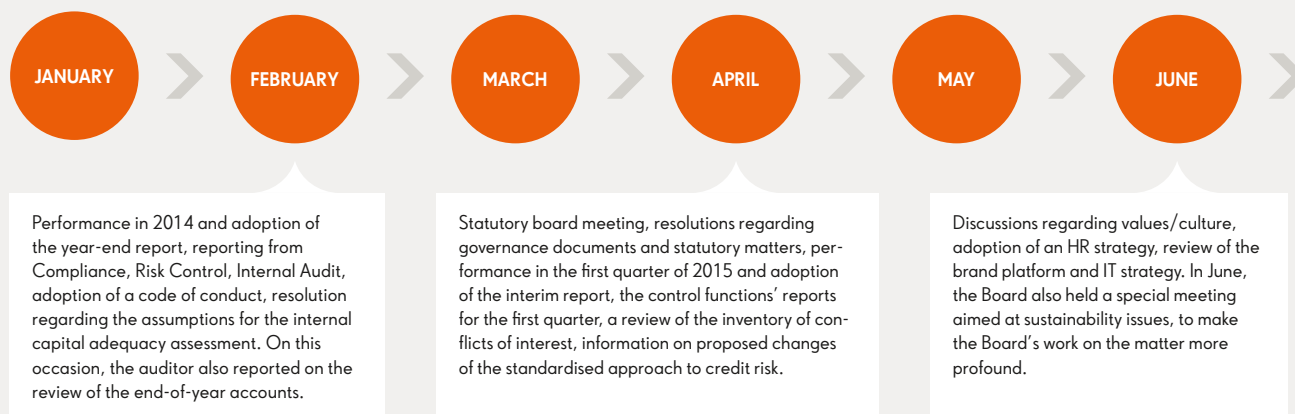 JANUARY
FEBRUARY
MARCH
APRIL
MAY
JUNE
Performance in 2014 and adoption of
the year-end report, reporting from
Compliance, Risk Control, Internal Audit,
adoption of a code of conduct, resolution
regarding the assumptions for the internal
capital adequacy assessment. On this
occasion, the auditor also reported on the
review of the end-of-year accounts.
Statutory board meeting, resolutions regarding
governance documents and statutory matters, per-
formance in the first quarter of 2015 and adoption
of the interim report, the control functions’ reports
for the first quarter, a review of the inventory of con-
flicts of interest, information on proposed changes
of the standardised approach to credit risk.
Discussions regarding values/culture,
adoption of an HR strategy, review of the
brand platform and IT strategy. In June,
the Board also held a special meeting
aimed at sustainability issues, to make
the Board’s work on the matter more
profound.